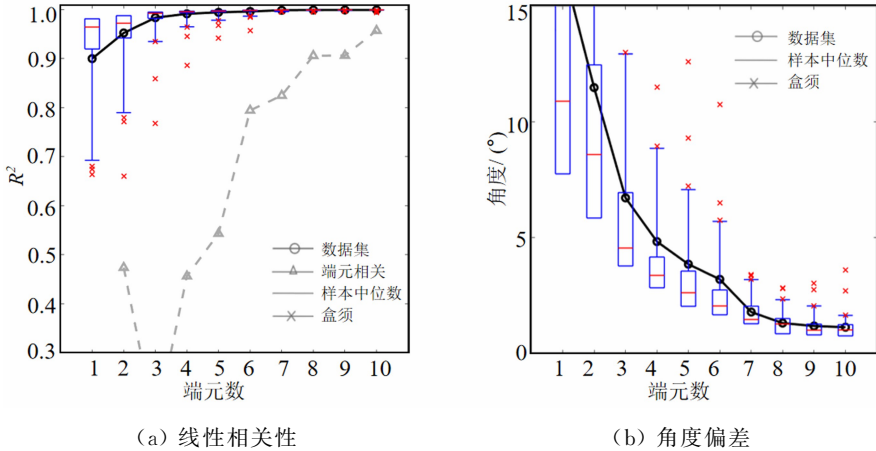 1.0
0.9
0.8
0.7
0.6
0.5
0.4
0.3
R²
数据集
端元相关
样本中位数
盒须
1 2 3 4 5 6 7 8 9 10
端元数
(a) 线性相关性
15
10
5
0
角度/(°)
数据集
样本中位数
盒须
1 2 3 4 5 6 7 8 9 10
端元数
(b) 角度偏差